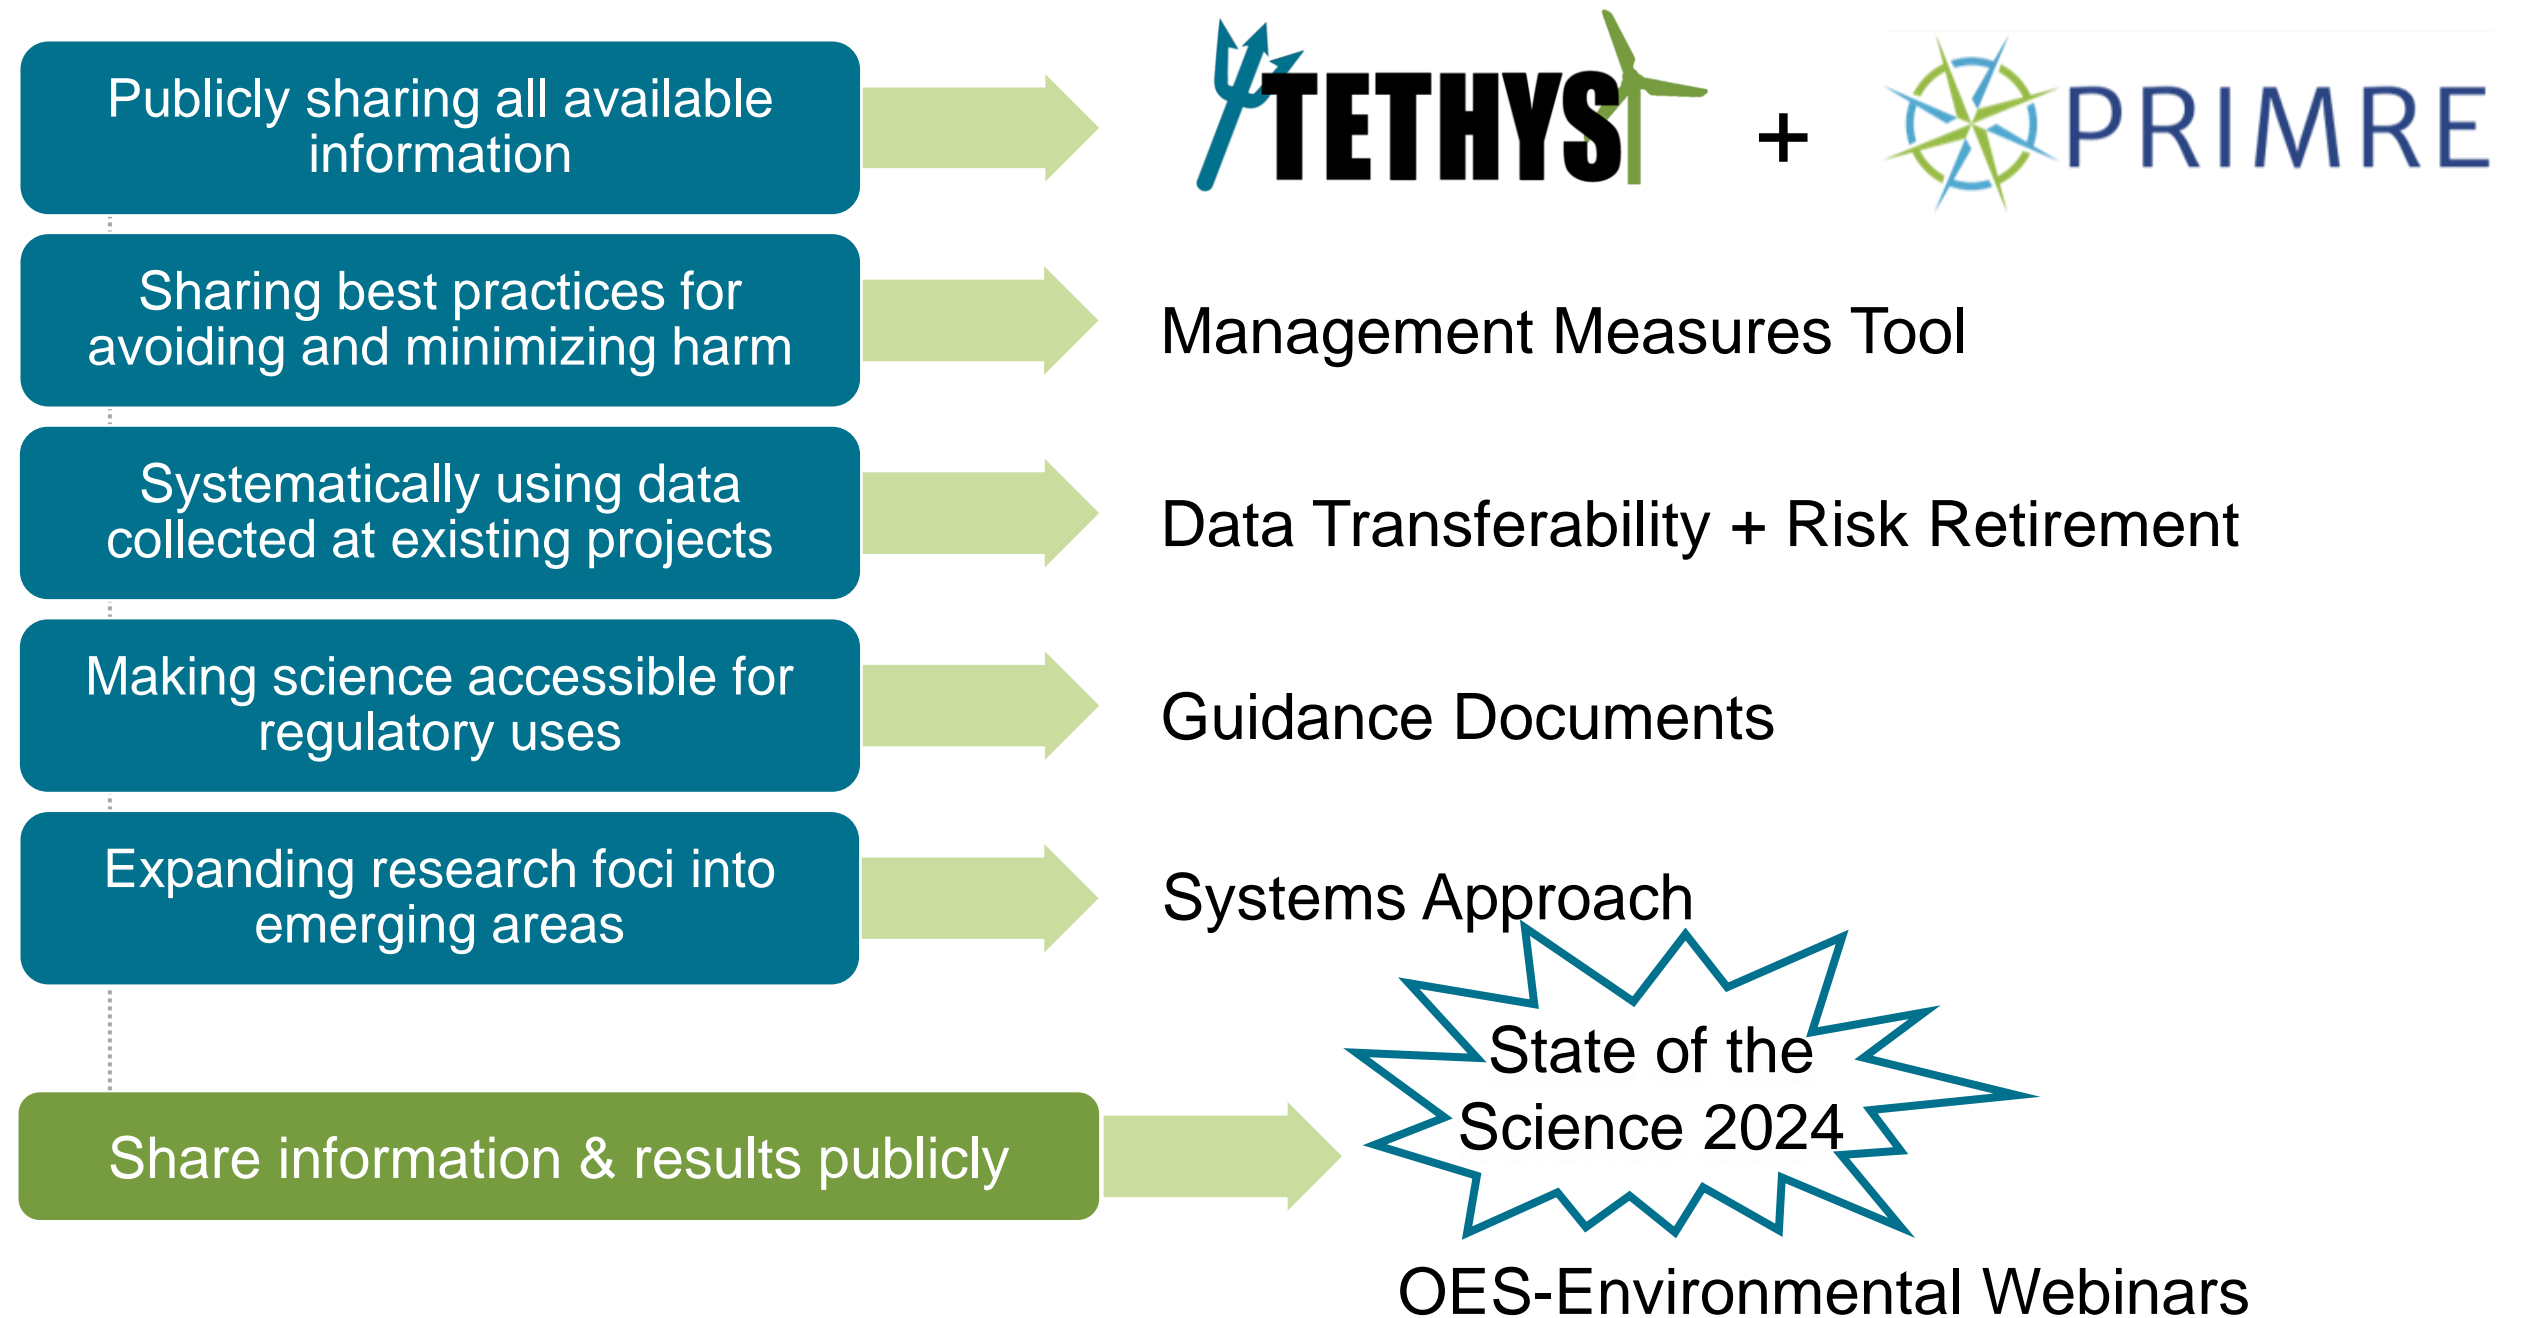 Publicly sharing all available
information
TETHYS
+
PRIMRE
Sharing best practices for
avoiding and minimizing harm
Management Measures Tool
Systematically using data
collected at existing projects
Data Transferability + Risk Retirement
Making science accessible for
regulatory uses
Guidance Documents
Expanding research foci into
emerging areas
Systems Approach
Share information & results publicly
State of the
Science 2024
OES-Environmental Webinars